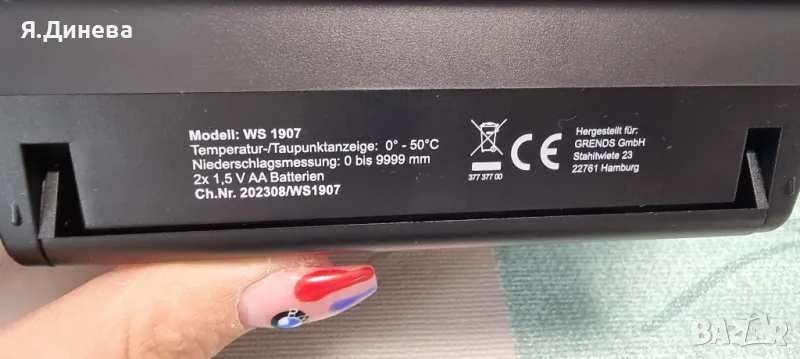 Я.Динева
Modell: WS 1907
Temperatur-/Taupunktanzeige: 0° - 50°C
Niederschlagsmessung: 0 bis 9999 mm
2x 1,5 V AA Batterien
Ch.Nr. 202308/WS1907
377 377 00
CE
Hergestellt für:
GRENDS GmbH
Stahltwiete 23
22761 Hamburg
BAZAR